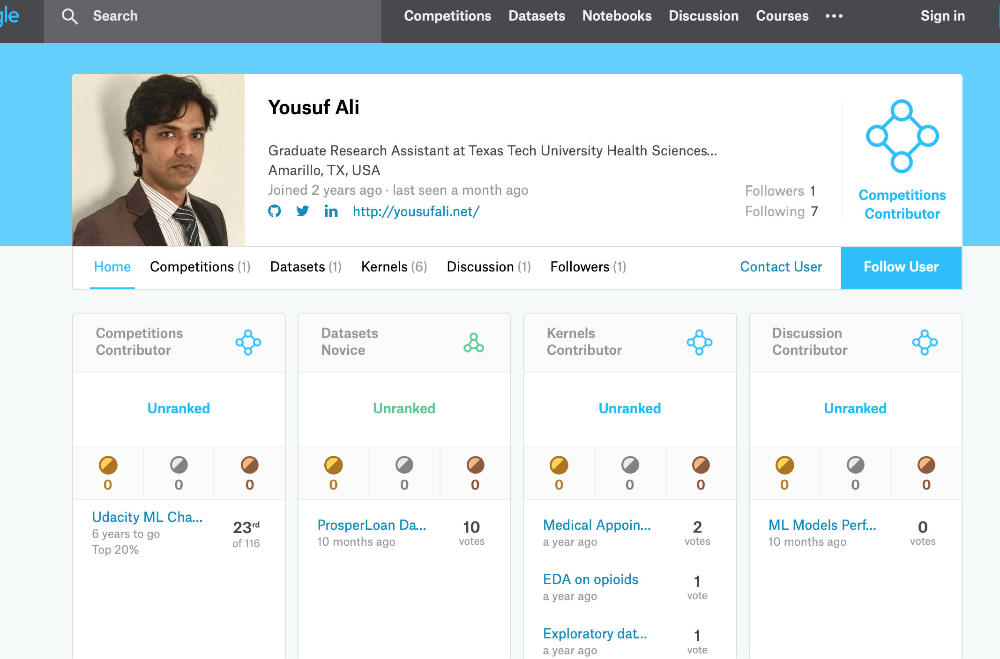 gle
Search
Competitions Datasets Notebooks Discussion Courses •••
Sign in
Yousuf Ali
Graduate Research Assistant at Texas Tech University Health Sciences...
Amarillo, TX, USA
Joined 2 years ago · last seen a month ago
in http://yousufali.net/
Followers 1
Following 7
Competitions
Contributor
Home Competitions (1) Datasets (1) Kernels (6) Discussion (1) Followers (1)
Contact User
Follow User
Competitions
Contributor
Unranked
0 0 0
Udacity ML Cha...
6 years to go
Top 20%
23rd
of 116
Datasets
Novice
Unranked
0 0 0
ProsperLoan Da...
10 months ago
10
votes
Kernels
Contributor
Unranked
0 0 0
Medical Appoin...
a year ago
2
votes
EDA on opioids
a year ago
1
vote
Exploratory dat...
a year ago
1
vote
Discussion
Contributor
Unranked
0 0 0
ML Models Perf...
10 months ago
0
votes